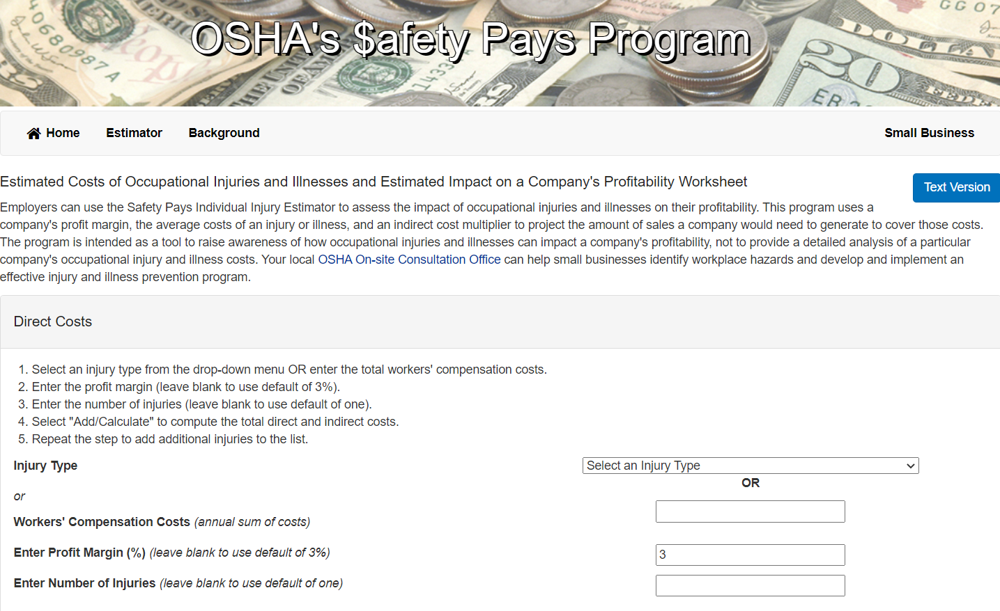 OSHA's $afety Pays Program
Home Estimator Background Small Business
Estimated Costs of Occupational Injuries and Illnesses and Estimated Impact on a Company's Profitability Worksheet
Text Version
Employers can use the Safety Pays Individual Injury Estimator to assess the impact of occupational injuries and illnesses on their profitability. This program uses a
company's profit margin, the average costs of an injury or illness, and an indirect cost multiplier to project the amount of sales a company would need to generate to cover those costs.
The program is intended as a tool to raise awareness of how occupational injuries and illnesses can impact a company's profitability, not to provide a detailed analysis of a particular
company's occupational injury and illness costs. Your local OSHA On-site Consultation Office can help small businesses identify workplace hazards and develop and implement an
effective injury and illness prevention program.
Direct Costs
1. Select an injury type from the drop-down menu OR enter the total workers' compensation costs.
2. Enter the profit margin (leave blank to use default of 3%).
3. Enter the number of injuries (leave blank to use default of one).
4. Select "Add/Calculate" to compute the total direct and indirect costs.
5. Repeat the step to add additional injuries to the list.
Injury Type
Select an Injury Type
OR
or
Workers' Compensation Costs (annual sum of costs)
Enter Profit Margin (%) (leave blank to use default of 3%)
3
Enter Number of Injuries (leave blank to use default of one)